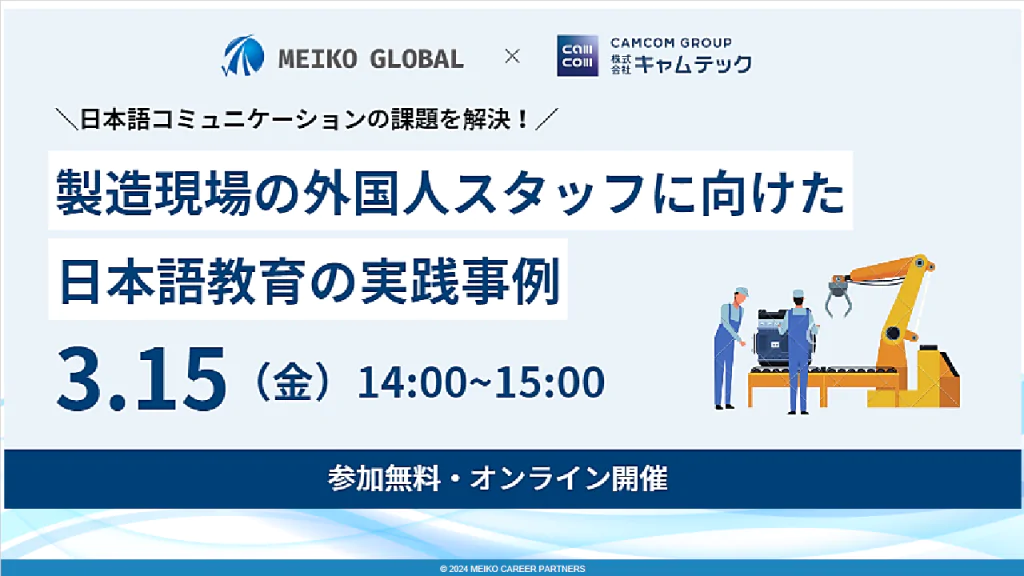 MEIKO GLOBAL × cam com CAMCOM GROUP 株式会社キャムテック
＼日本語コミュニケーションの課題を解決！／
製造現場の外国人スタッフに向けた
日本語教育の実践事例
3.15（金）14:00~15:00
参加無料・オンライン開催
© 2024 MEIKO CAREER PARTNERS